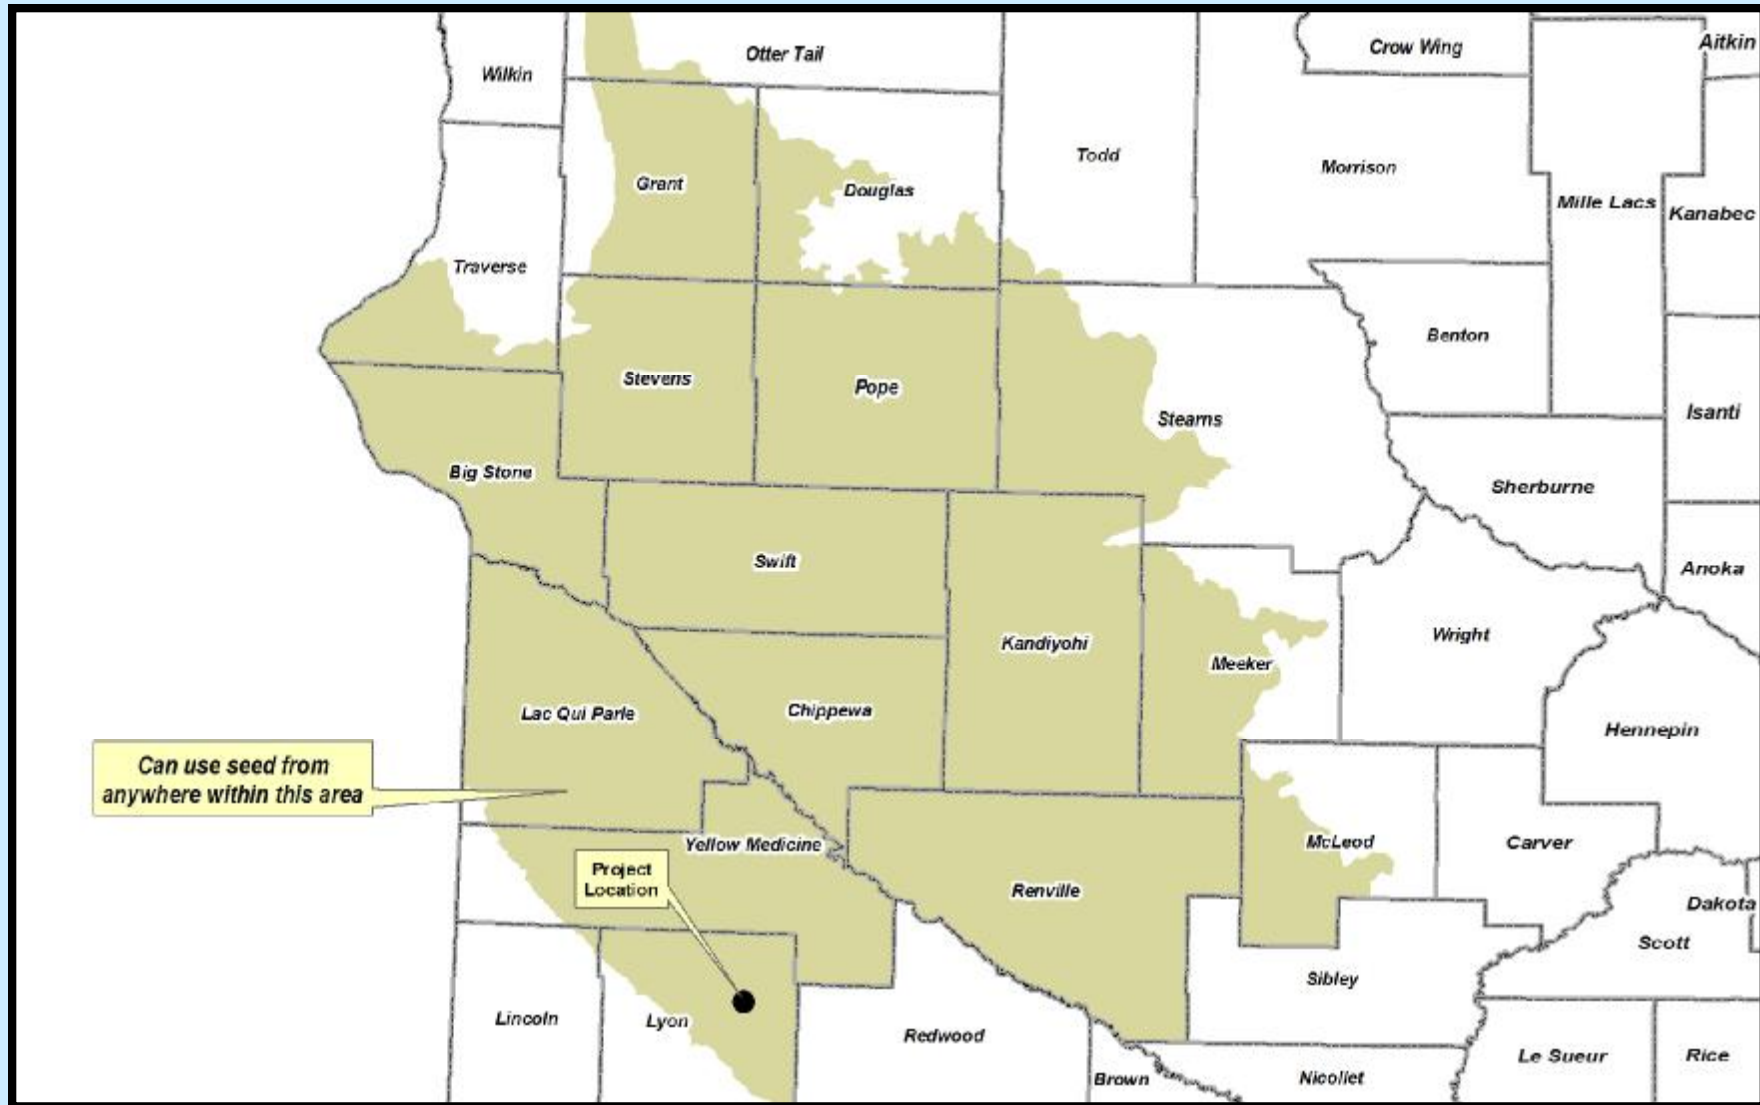 Otter Tail
Crow Wing
Aitkin
Wilkin
Todd
Morrison
Grant
Douglas
Mille Lacs
Kanabec
Traverse
Benton
Stevens
Pope
Isanti
Stearns
Big Stone
Sherburne
Swift
Anoka
Kandiyohi
Wright
Meeker
Lac Qui Parle
Chippewa
Hennepin
Can use seed from
anywhere within this area
Yellow Medicine
McLeod
Carver
Project
Location
Renville
Dakota
Scott
Sibley
Lincoln
Lyon
Redwood
Le Sueur
Rice
Brown
Nicollet